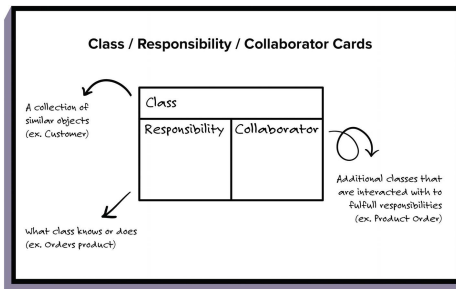 Class / Responsibility / Collaborator Cards
A collection of
similar objects
(ex. Customer)
Class
Responsibility
Collaborator
Additional classes that
are interacted with to
fulfull responsibilities
(ex. Product Order)
What class knows or does
(ex. Orders product)